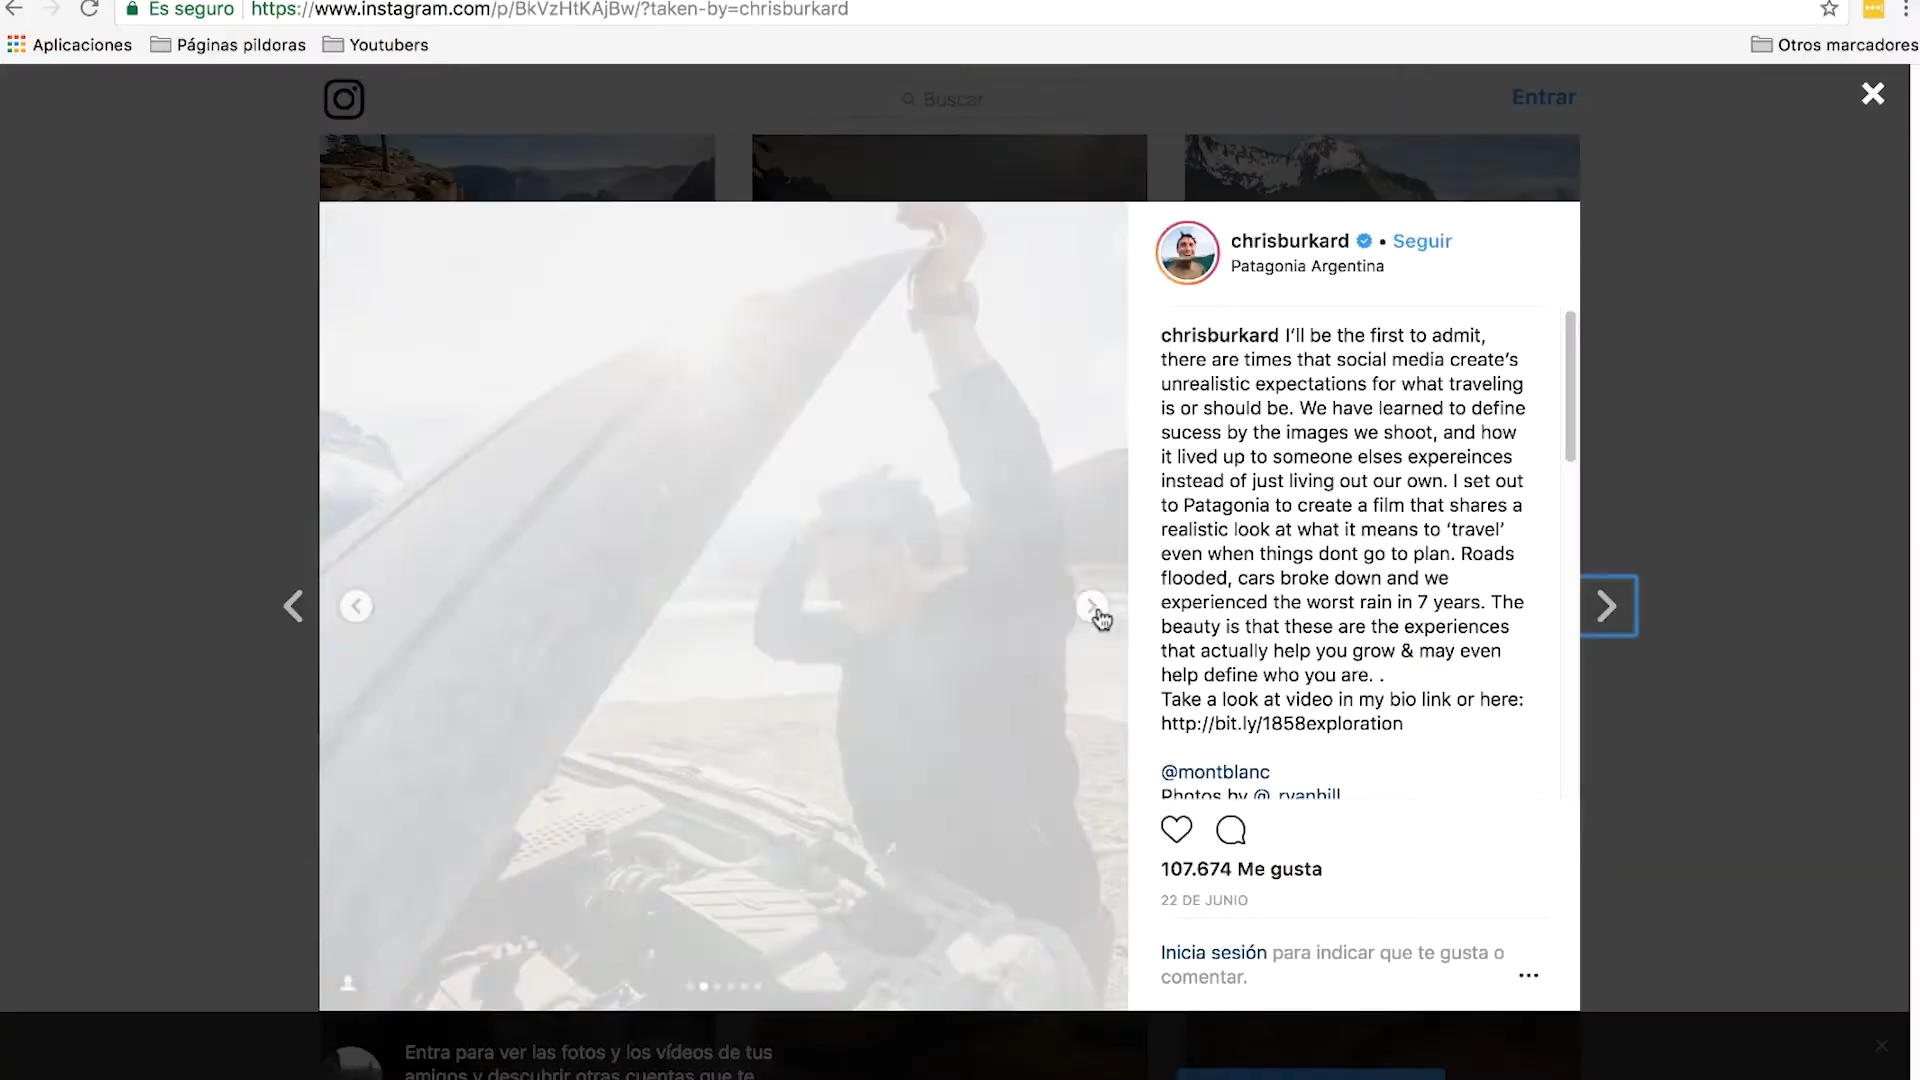 Es seguro https://www.instagram.com/p/BkVzHtKAjBw/?taken-by=chrisburkard
Aplicaciones Páginas pildoras Youtubers Otros marcadores
Buscar Entrar
chrisburkard • Seguir
Patagonia Argentina
chrisburkard I’ll be the first to admit,
there are times that social media create’s
unrealistic expectations for what traveling
is or should be. We have learned to define
sucess by the images we shoot, and how
it lived up to someone elses expereinces
instead of just living out our own. I set out
to Patagonia to create a film that shares a
realistic look at what it means to ‘travel’
even when things dont go to plan. Roads
flooded, cars broke down and we
experienced the worst rain in 7 years. The
beauty is that these are the experiences
that actually help you grow & may even
help define who you are. .
Take a look at video in my bio link or here:
http://bit.ly/1858exploration
@montblanc
Photos by @_ryanhill
107.674 Me gusta
22 DE JUNIO
Inicia sesión para indicar que te gusta o
comentar.
Entra para ver las fotos y los vídeos de tus
amigos y descubrir otras cuentas que te